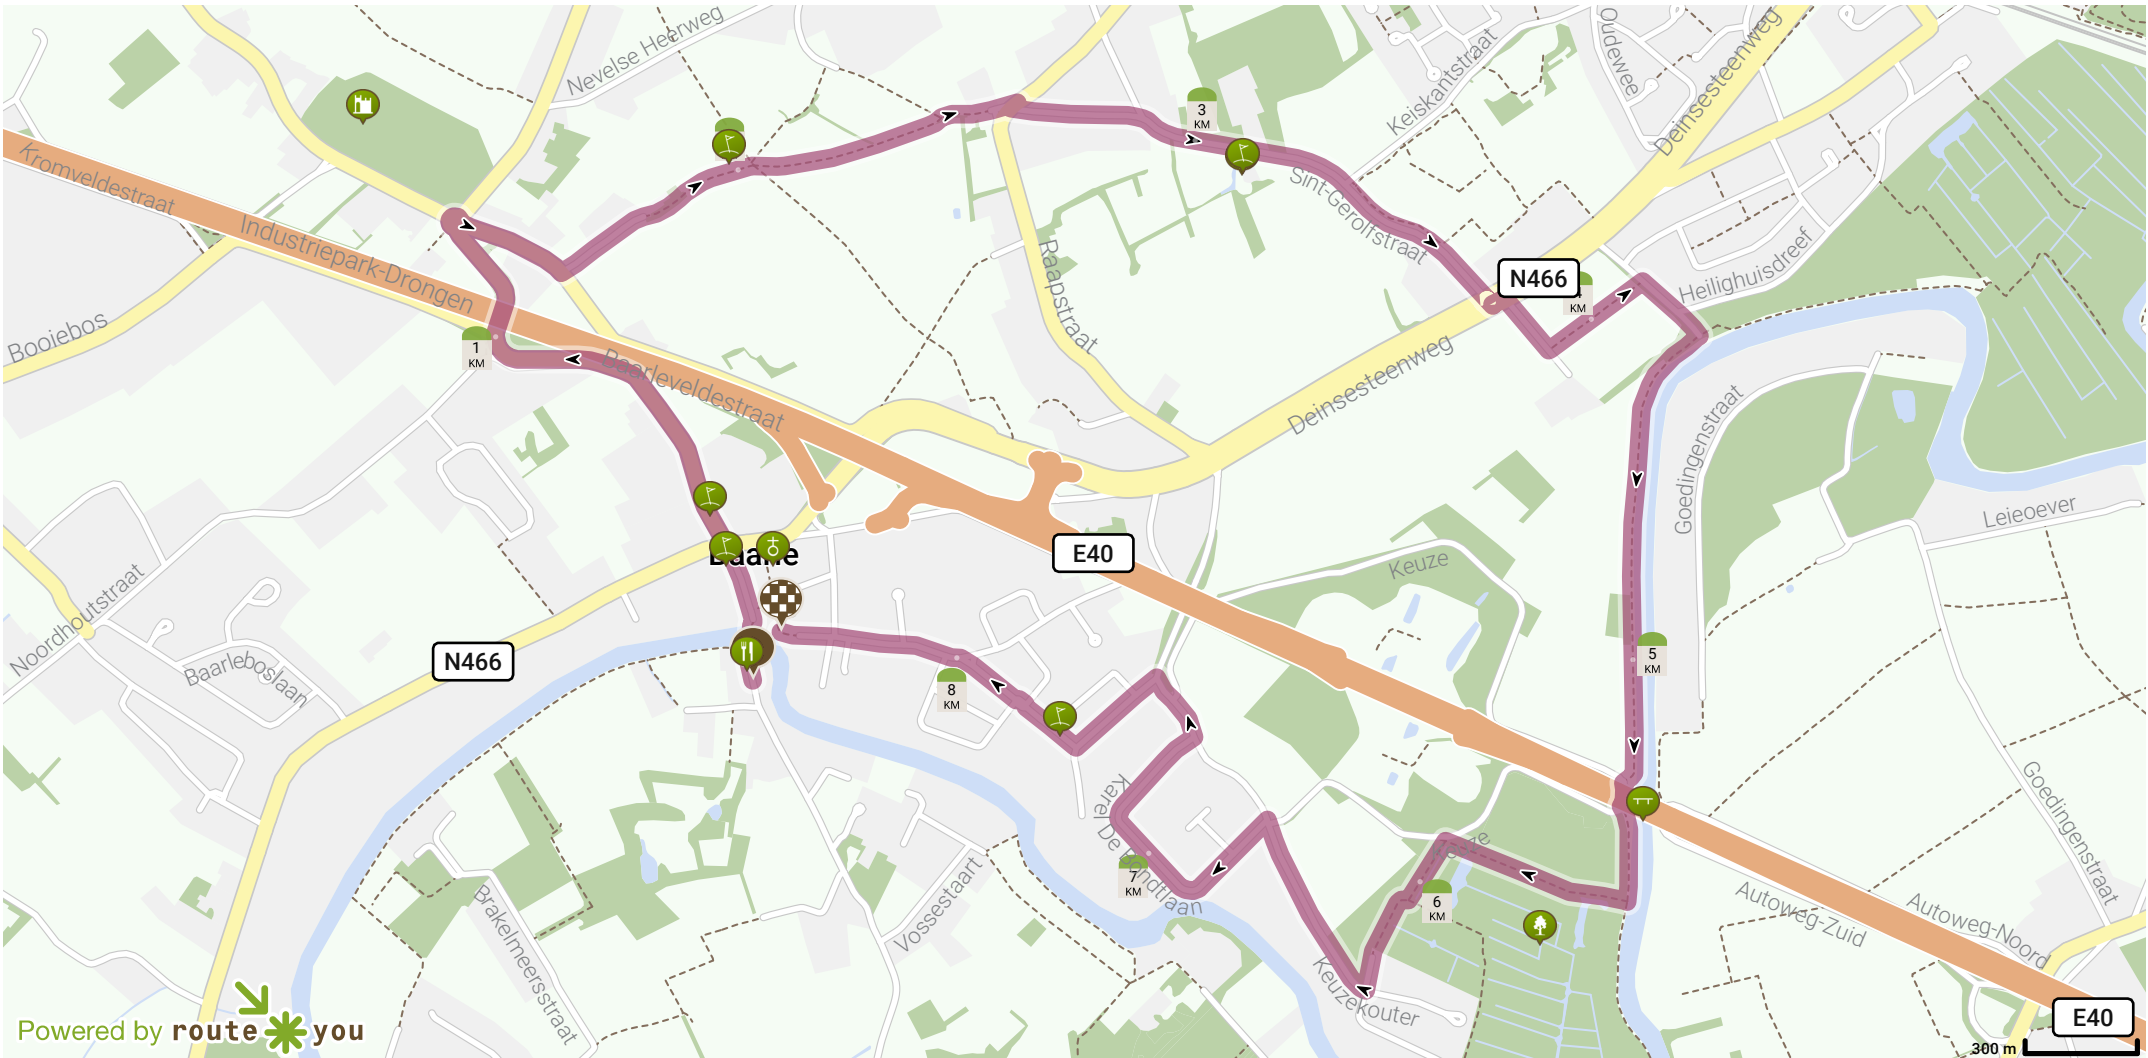 Nevelse Heerweg
Oudewee
Deinsesteenweg
Keiskantstraat
3
KM
Kromveldestraat
Industriepark-Drongen
Sint-Gerolfstraat
Raapstraat
N466
KM
Heilighuisdreef
Booiebos
1
KM
Baarleveldestraat
Deinsesteenweg
Goedingenstraat
Leieoever
E40
Keuze
Noordhoutstraat
N466
Baarleboslaan
5
KM
8
KM
Goedingenstraat
Karel De Bondtlaan
7
KM
6
KM
Brakelmeersstraat
Vossestaart
Autoweg-Zuid
Autoweg-Noord
Keuzekouter
E40
Powered by route you
300 m